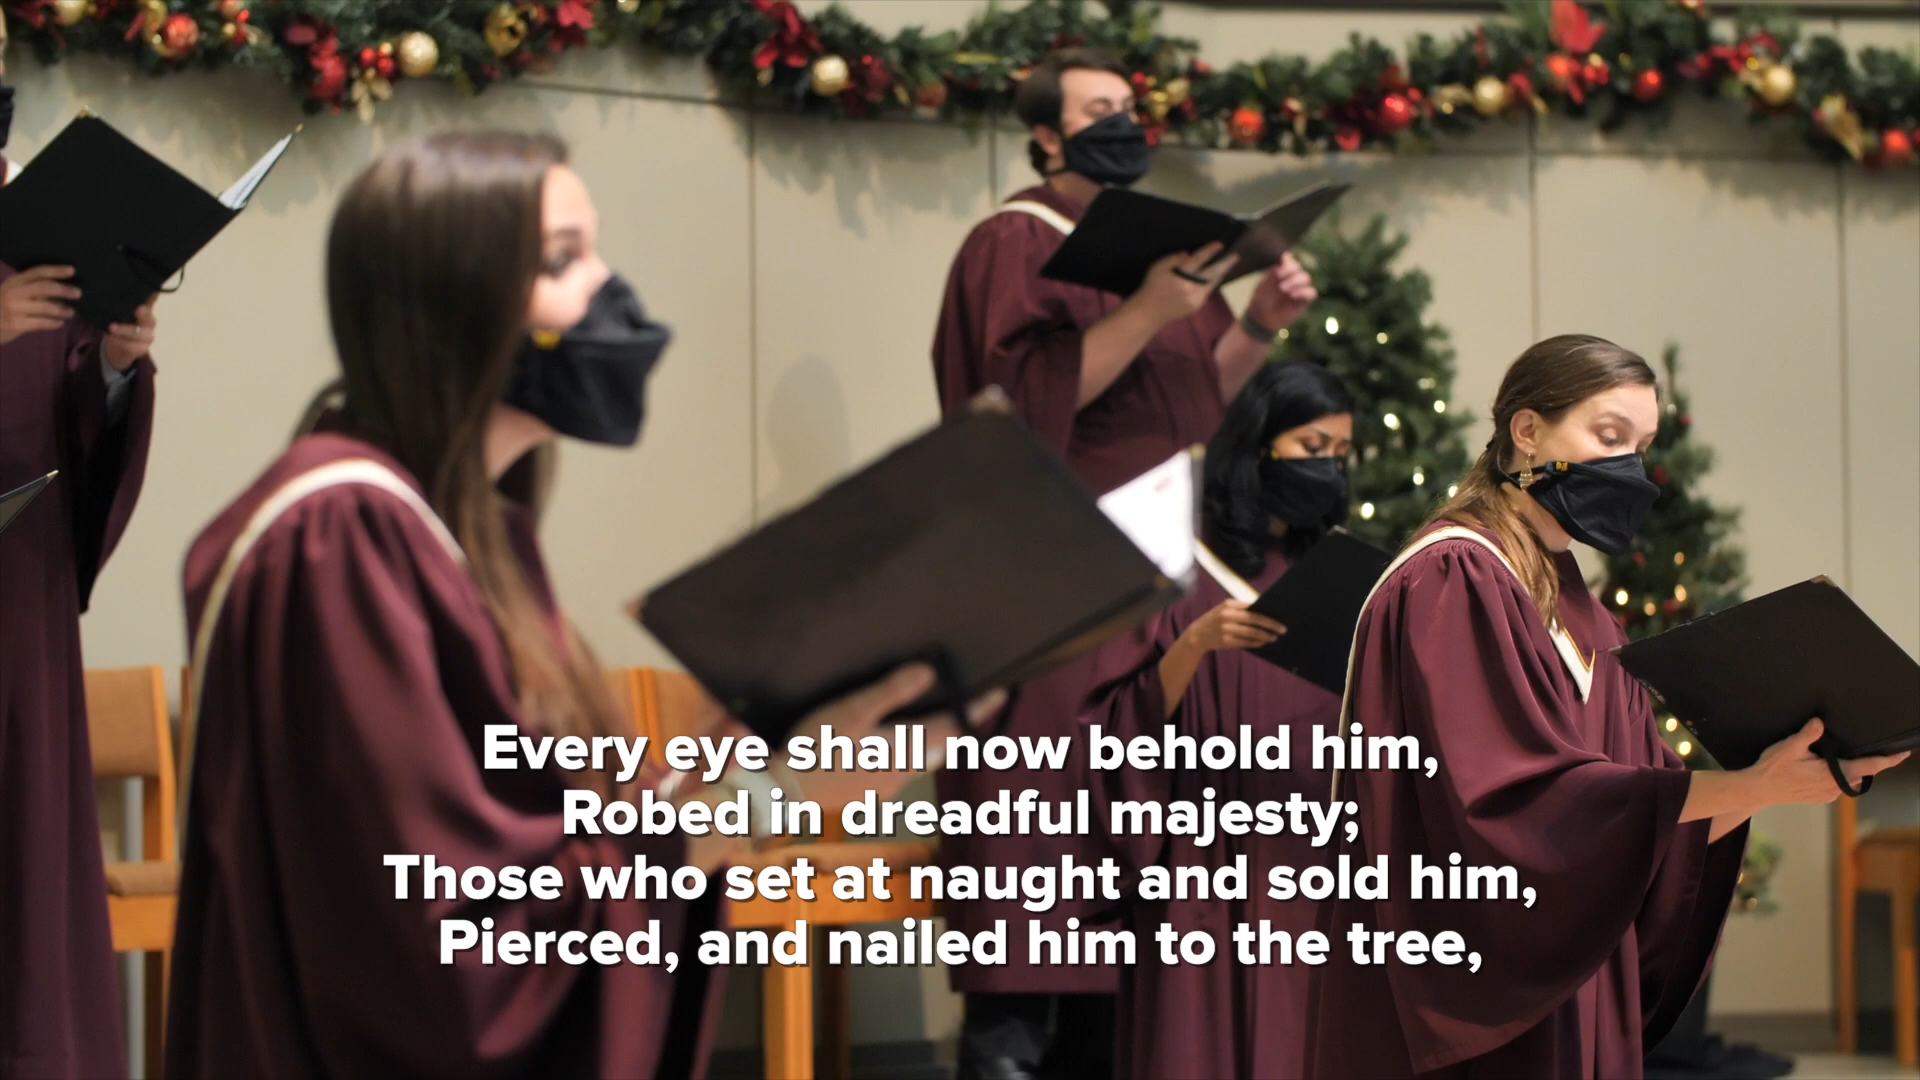 Every eye shall now behold him,
Robed in dreadful majesty;
Those who set at naught and sold him,
Pierced, and nailed him to the tree,